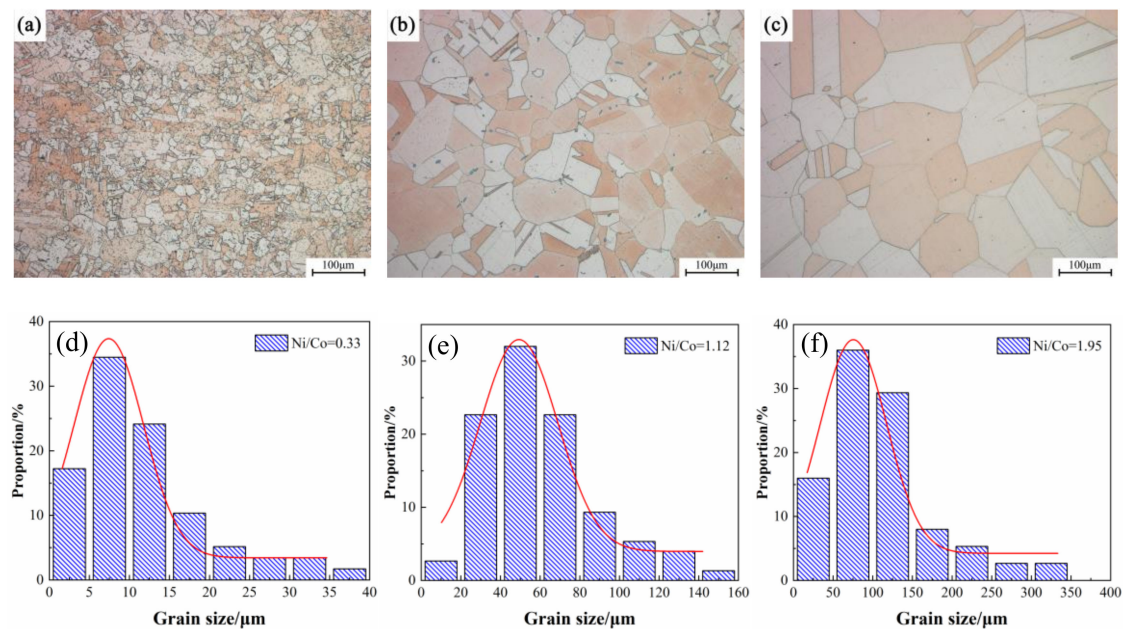 (a)
(b)
(c)
100μm
100μm
100μm
(d)
Ni/Co=0.33
Proportion/%
40
30
20
10
0
0 5 10 15 20 25 30 35 40
Grain size/μm
(e)
Ni/Co=1.12
Proportion/%
30
20
10
0
0 20 40 60 80 100 120 140 160
Grain size/μm
(f)
Ni/Co=1.95
Proportion/%
40
30
20
10
0
0 50 100 150 200 250 300 350 400
Grain size/μm